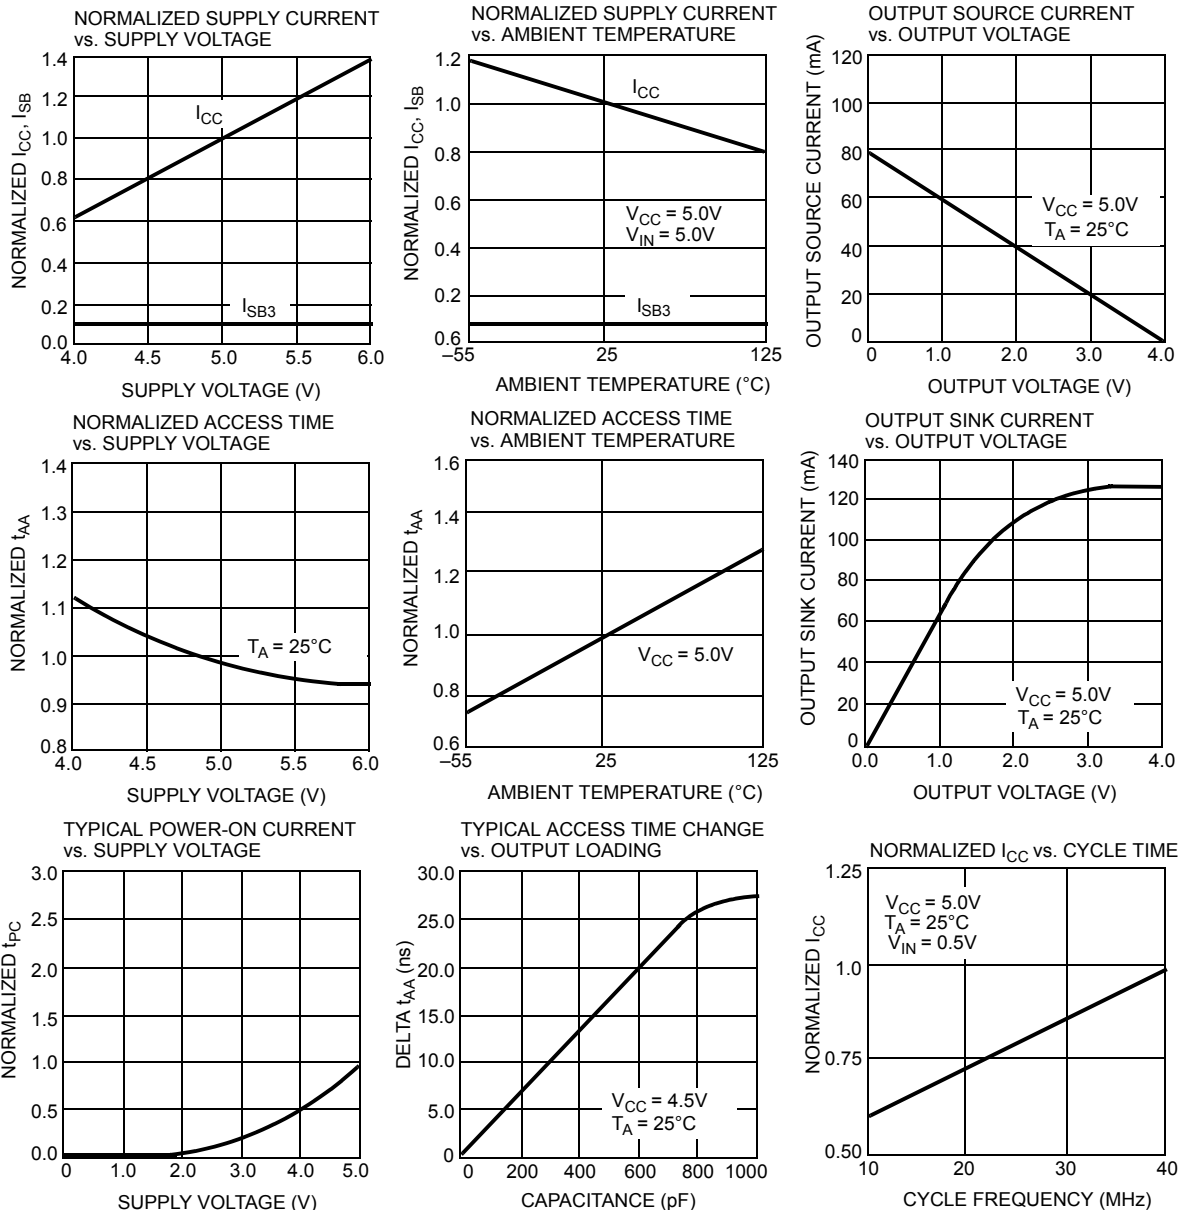 NORMALIZED SUPPLY CURRENT
vs. SUPPLY VOLTAGE
NORMALIZED I_CC, I_SB
1.4
1.2
1.0
0.8
0.6
0.4
0.2
0.0
I_CC
I_SB3
4.0 4.5 5.0 5.5 6.0
SUPPLY VOLTAGE (V)
NORMALIZED SUPPLY CURRENT
vs. AMBIENT TEMPERATURE
NORMALIZED I_CC, I_SB
1.2
1.0
0.8
0.6
0.4
0.2
0.6
I_CC
V_CC = 5.0V
V_IN = 5.0V
I_SB3
–55 25 125
AMBIENT TEMPERATURE (°C)
OUTPUT SOURCE CURRENT
vs. OUTPUT VOLTAGE
OUTPUT SOURCE CURRENT (mA)
120
100
80
60
40
20
0
V_CC = 5.0V
T_A = 25°C
0 1.0 2.0 3.0 4.0
OUTPUT VOLTAGE (V)
NORMALIZED ACCESS TIME
vs. SUPPLY VOLTAGE
NORMALIZED t_AA
1.4
1.3
1.2
1.1
1.0
0.9
0.8
T_A = 25°C
4.0 4.5 5.0 5.5 6.0
SUPPLY VOLTAGE (V)
NORMALIZED ACCESS TIME
vs. AMBIENT TEMPERATURE
NORMALIZED t_AA
1.6
1.4
1.2
1.0
0.8
0.6
V_CC = 5.0V
–55 25 125
AMBIENT TEMPERATURE (°C)
OUTPUT SINK CURRENT
vs. OUTPUT VOLTAGE
OUTPUT SINK CURRENT (mA)
140
120
100
80
60
40
20
0
V_CC = 5.0V
T_A = 25°C
0.0 1.0 2.0 3.0 4.0
OUTPUT VOLTAGE (V)
TYPICAL POWER-ON CURRENT
vs. SUPPLY VOLTAGE
NORMALIZED t_PC
3.0
2.5
2.0
1.5
1.0
0.5
0.0
0 1.0 2.0 3.0 4.0 5.0
SUPPLY VOLTAGE (V)
TYPICAL ACCESS TIME CHANGE
vs. OUTPUT LOADING
DELTA t_AA (ns)
30.0
25.0
20.0
15.0
10.0
5.0
0
V_CC = 4.5V
T_A = 25°C
0 200 400 600 800 1000
CAPACITANCE (pF)
NORMALIZED I_CC vs. CYCLE TIME
NORMALIZED I_CC
1.25
1.0
0.75
0.50
V_CC = 5.0V
T_A = 25°C
V_IN = 0.5V
10 20 30 40
CYCLE FREQUENCY (MHz)